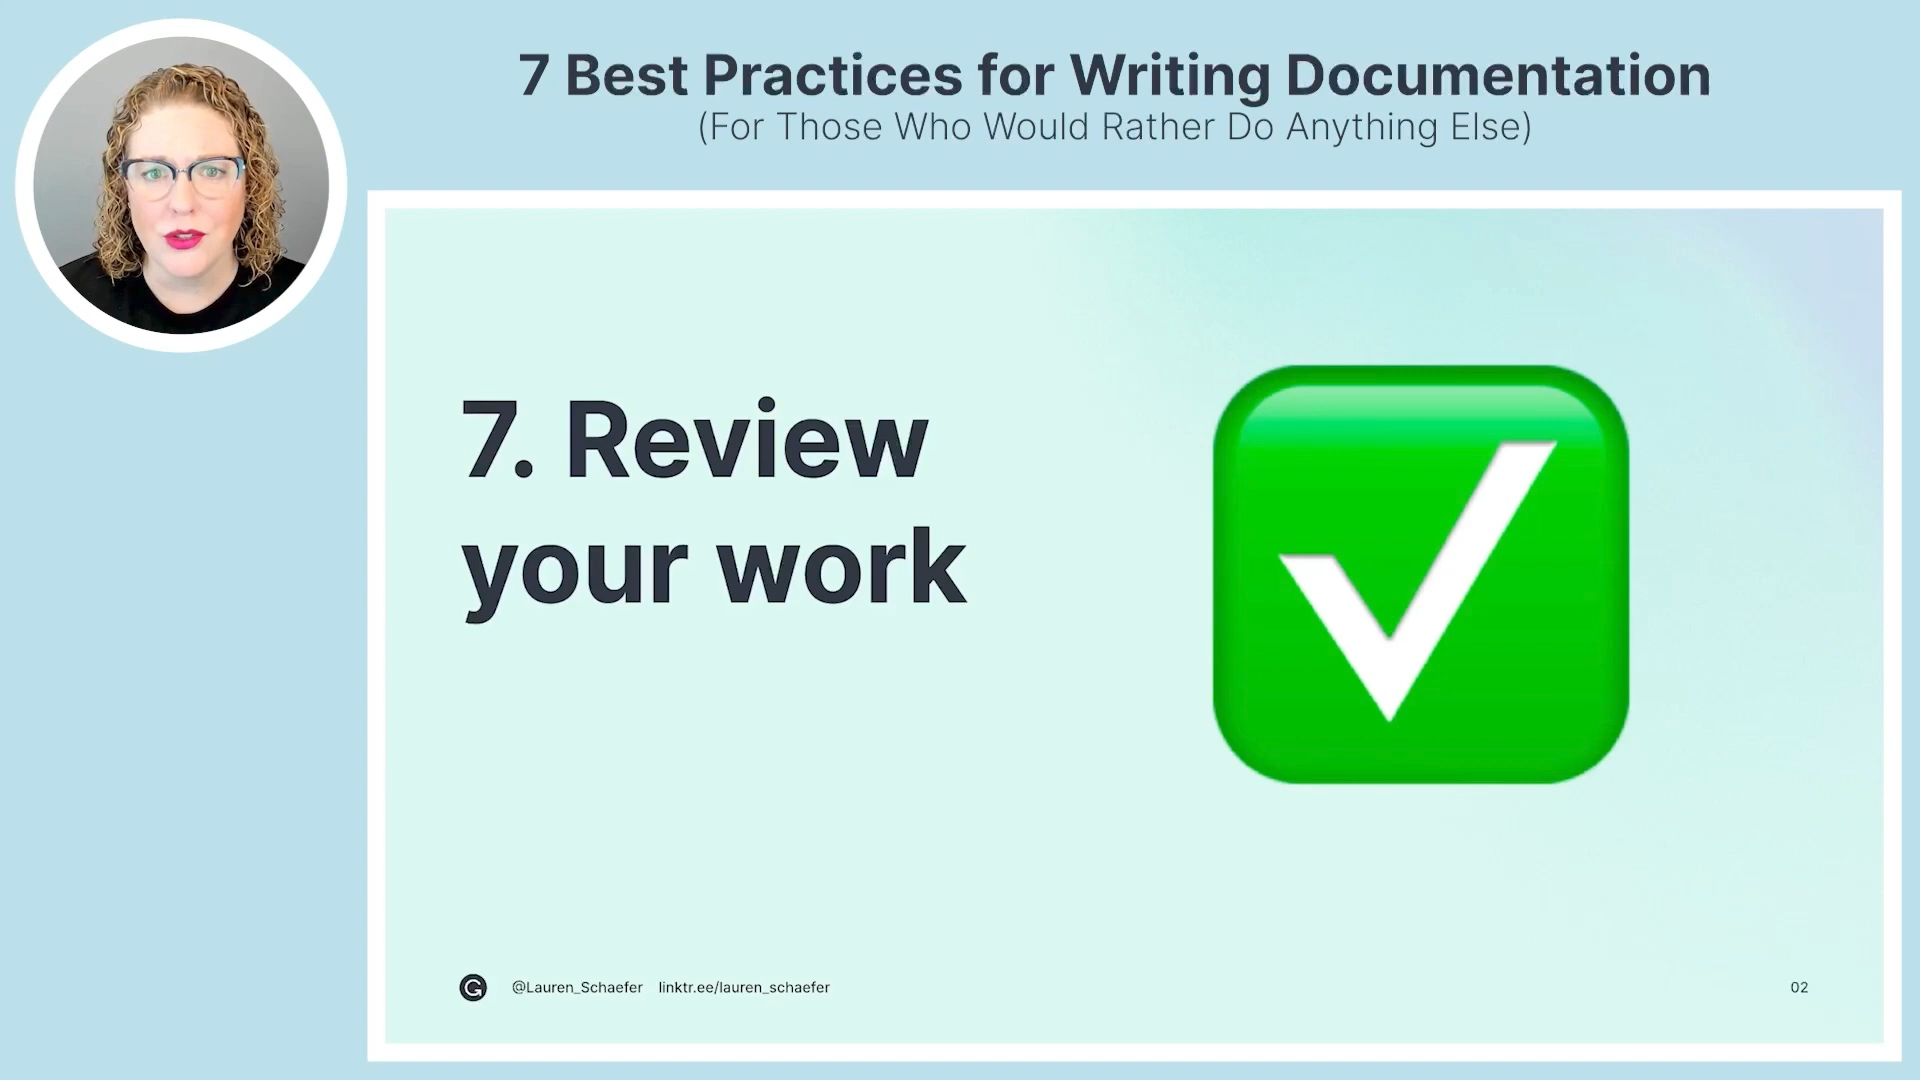 7 Best Practices for Writing Documentation
(For Those Who Would Rather Do Anything Else)
7. Review
your work
@Lauren_Schaefer linktr.ee/lauren_schaefer
02